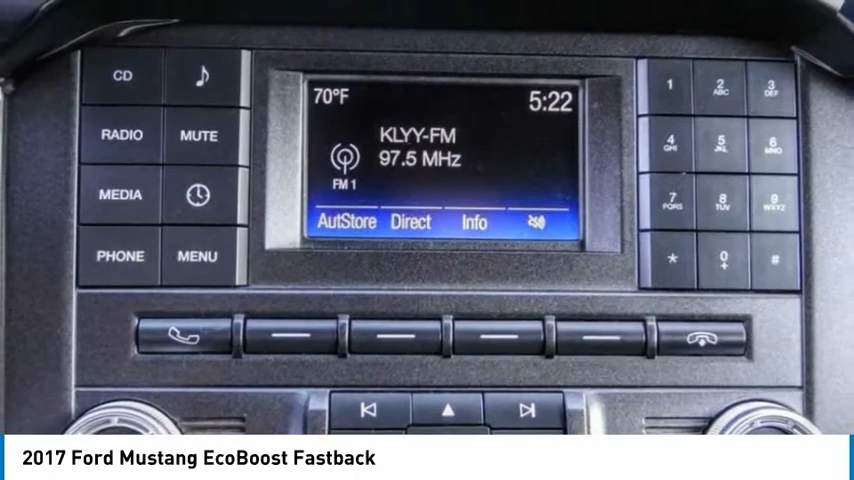 CD
RADIO MUTE
MEDIA
PHONE MENU
70°F 5:22
KLYY-FM
97.5 MHz
FM 1
AutStore Direct Info
1 2 ABC 3 DEF
4 GHI 5 JKL 6 MNO
7 PQRS 8 TUV 9 WXYZ
* 0 + #
2017 Ford Mustang EcoBoost Fastback